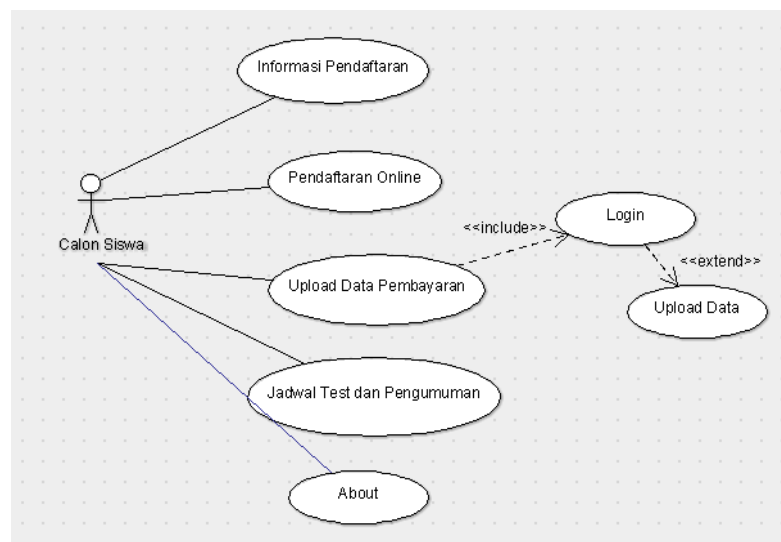 Informasi Pendaftaran
Pendaftaran Online
Calon Siswa
<<include>>
Login
<<extend>>
Upload Data Pembayaran
Upload Data
Jadwal Test dan Pengumuman
About